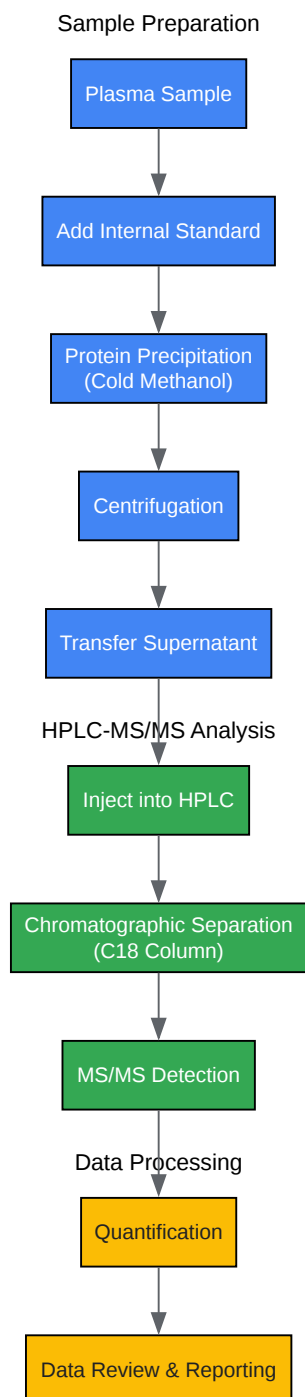 Sample Preparation
Plasma Sample
Add Internal Standard
Protein Precipitation
(Cold Methanol)
Centrifugation
Transfer Supernatant
HPLC-MS/MS Analysis
Inject into HPLC
Chromatographic Separation
(C18 Column)
MS/MS Detection
Data Processing
Quantification
Data Review & Reporting